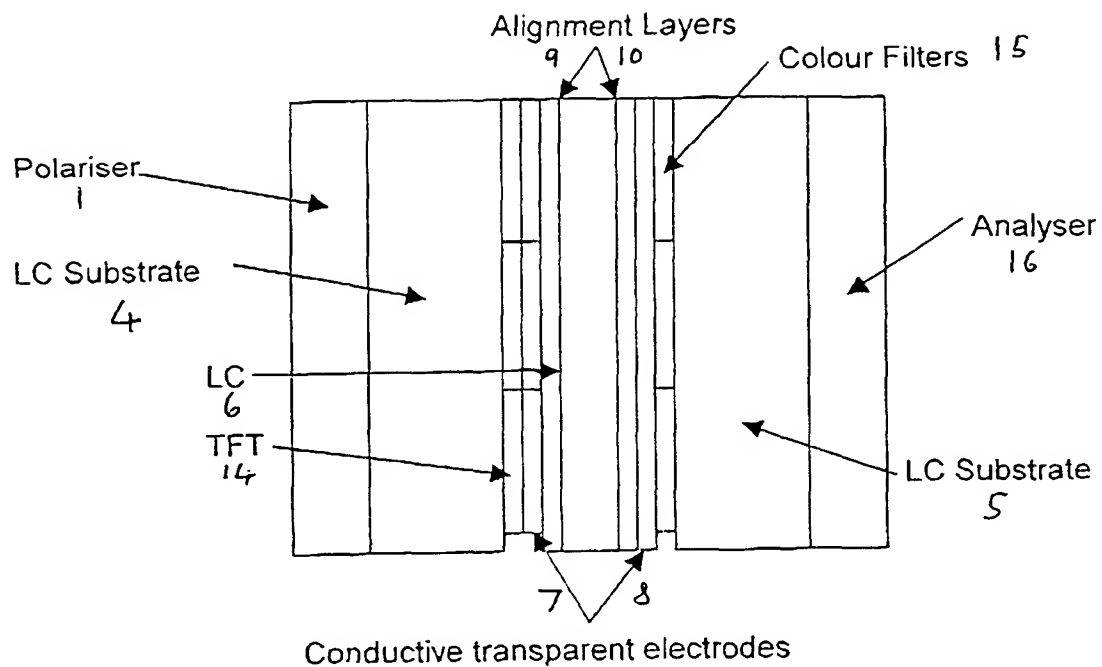 Alignment Layers
9 10
Colour Filters 15
Polariser
1
Analyser
16
LC Substrate
4
LC
6
TFT
14
LC Substrate
5
7 8
Conductive transparent electrodes